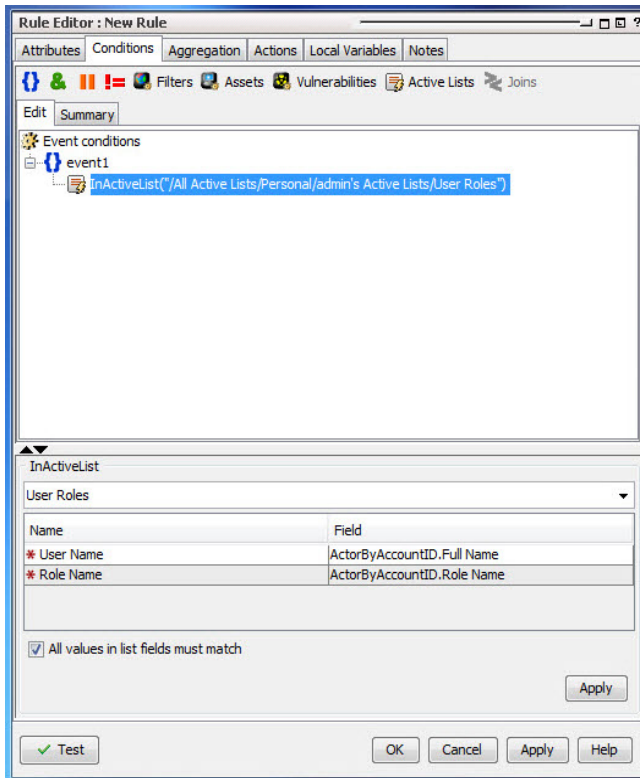 Rule Editor : New Rule ?
Attributes Conditions Aggregation Actions Local Variables Notes
{} & || != Filters Assets Vulnerabilities Active Lists Joins
Edit Summary
Event conditions
{} event1
InActiveList("/All Active Lists/Personal/admin's Active Lists/User Roles")
InActiveList
User Roles
Name Field
* User Name ActorByAccountID.Full Name
* Role Name ActorByAccountID.Role Name
All values in list fields must match
Apply
Test OK Cancel Apply Help